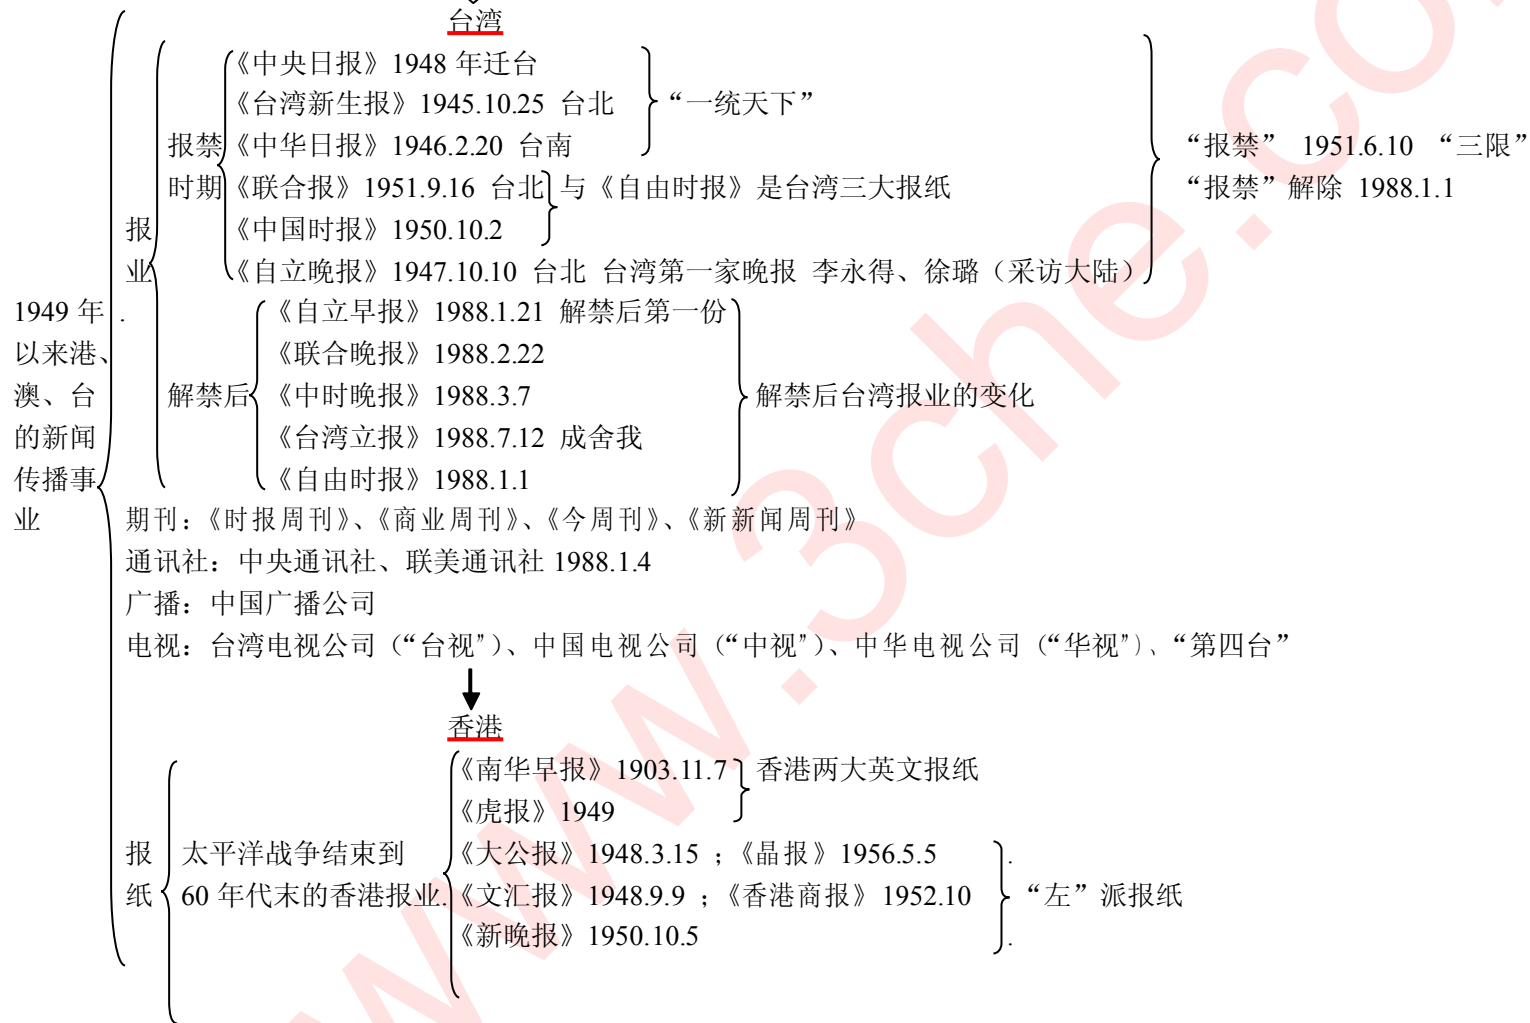 台湾
《中央日报》1948 年迁台
《台湾新生报》1945.10.25 台北 “一统天下”
报禁《中华日报》1946.2.20 台南 “报禁” 1951.6.10 “三限”
时期《联合报》1951.9.16 台北 与《自由时报》是台湾三大报纸 “报禁”解除 1988.1.1
报 《中国时报》1950.10.2
业 《自立晚报》1947.10.10 台北 台湾第一家晚报 李永得、徐璐（采访大陆）
1949 年 . 《自立早报》1988.1.21 解禁后第一份
以来港、 《联合晚报》1988.2.22
澳、台 解禁后 《中时晚报》1988.3.7 解禁后台湾报业的变化
的新闻 《台湾立报》1988.7.12 成舍我
传播事 《自由时报》1988.1.1
业 期刊：《时报周刊》、《商业周刊》、《今周刊》、《新新闻周刊》
通讯社：中央通讯社、联美通讯社 1988.1.4
广播：中国广播公司
电视：台湾电视公司（“台视”）、中国电视公司（“中视”）、中华电视公司（“华视”）、“第四台”
香港
《南华早报》1903.11.7 香港两大英文报纸
《虎报》1949
报 太平洋战争结束到 《大公报》1948.3.15 ；《晶报》1956.5.5 .
纸 60 年代末的香港报业. 《文汇报》1948.9.9 ；《香港商报》1952.10 “左”派报纸
《新晚报》1950.10.5 .
www.3che.co